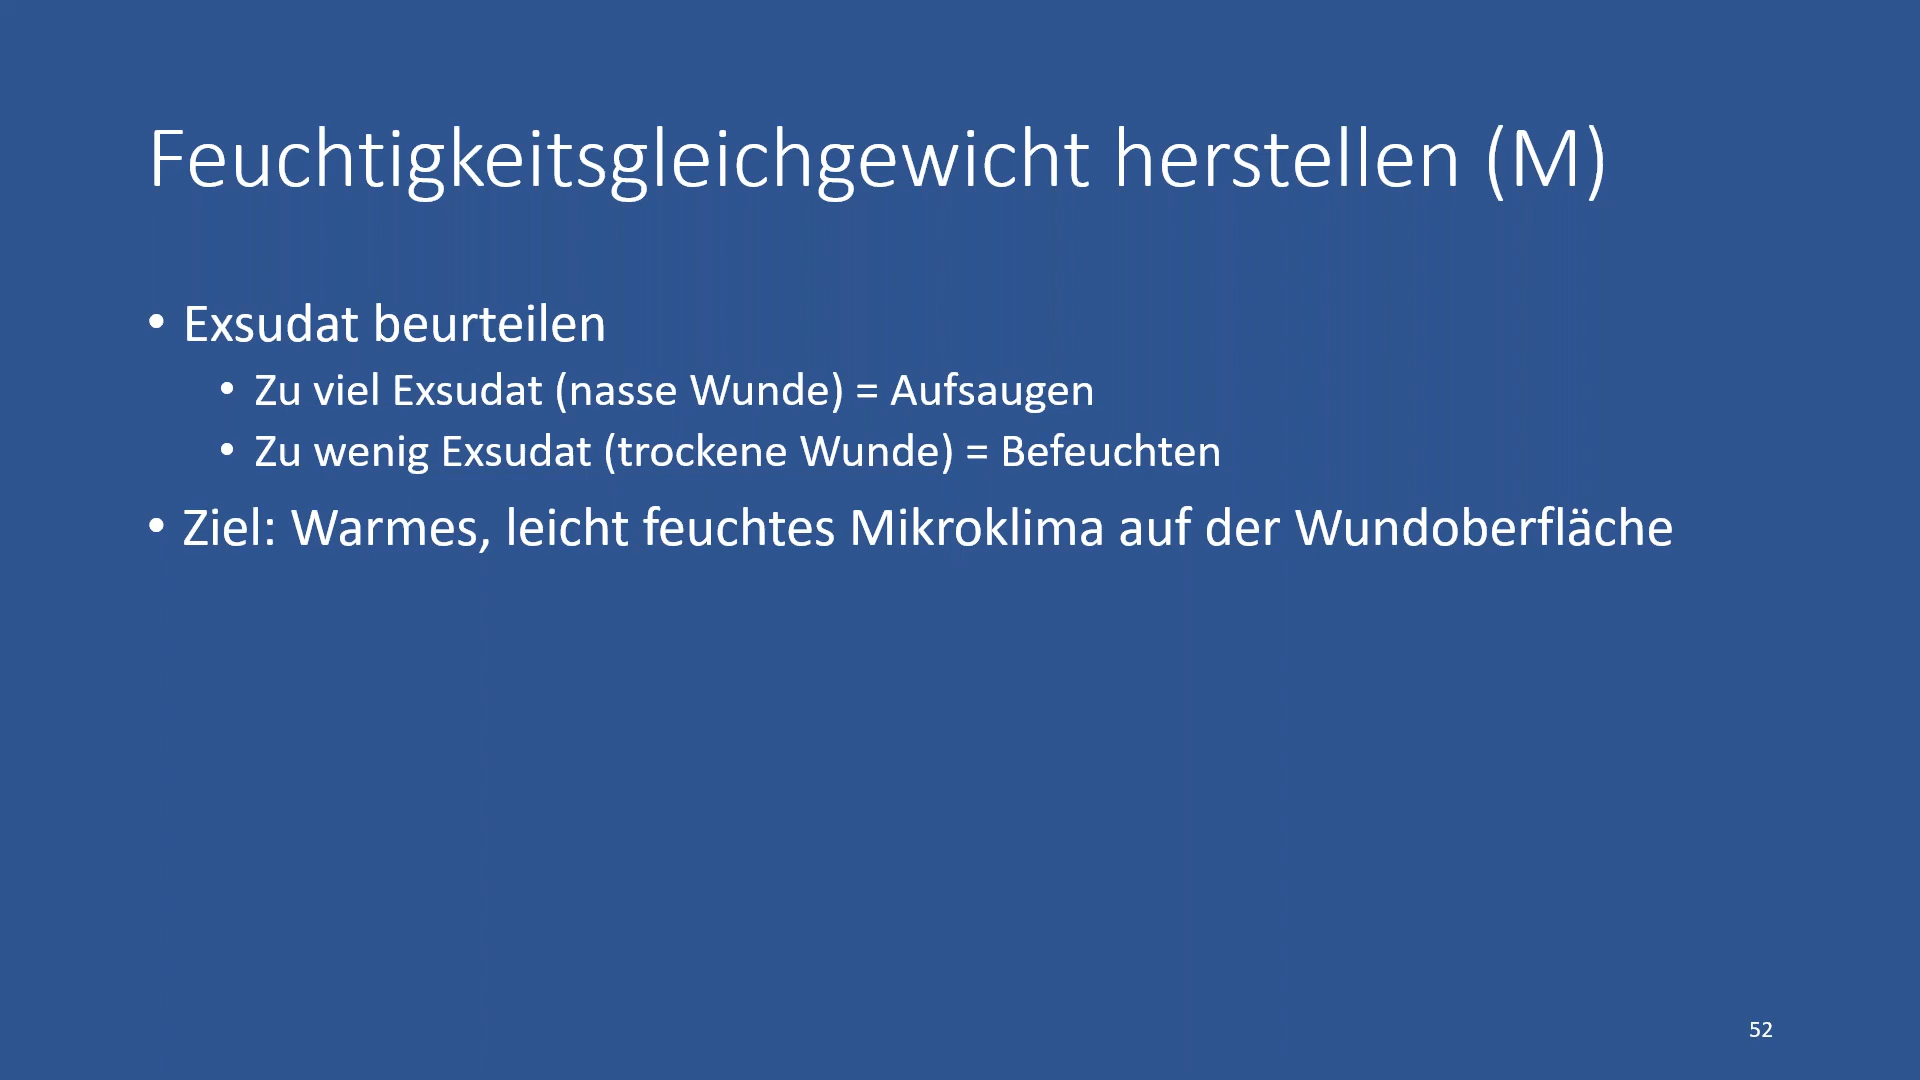 Feuchtigkeitsgleichgewicht herstellen (M)
• Exsudat beurteilen
• Zu viel Exsudat (nasse Wunde) = Aufsaugen
• Zu wenig Exsudat (trockene Wunde) = Befeuchten
• Ziel: Warmes, leicht feuchtes Mikroklima auf der Wundoberfläche
52